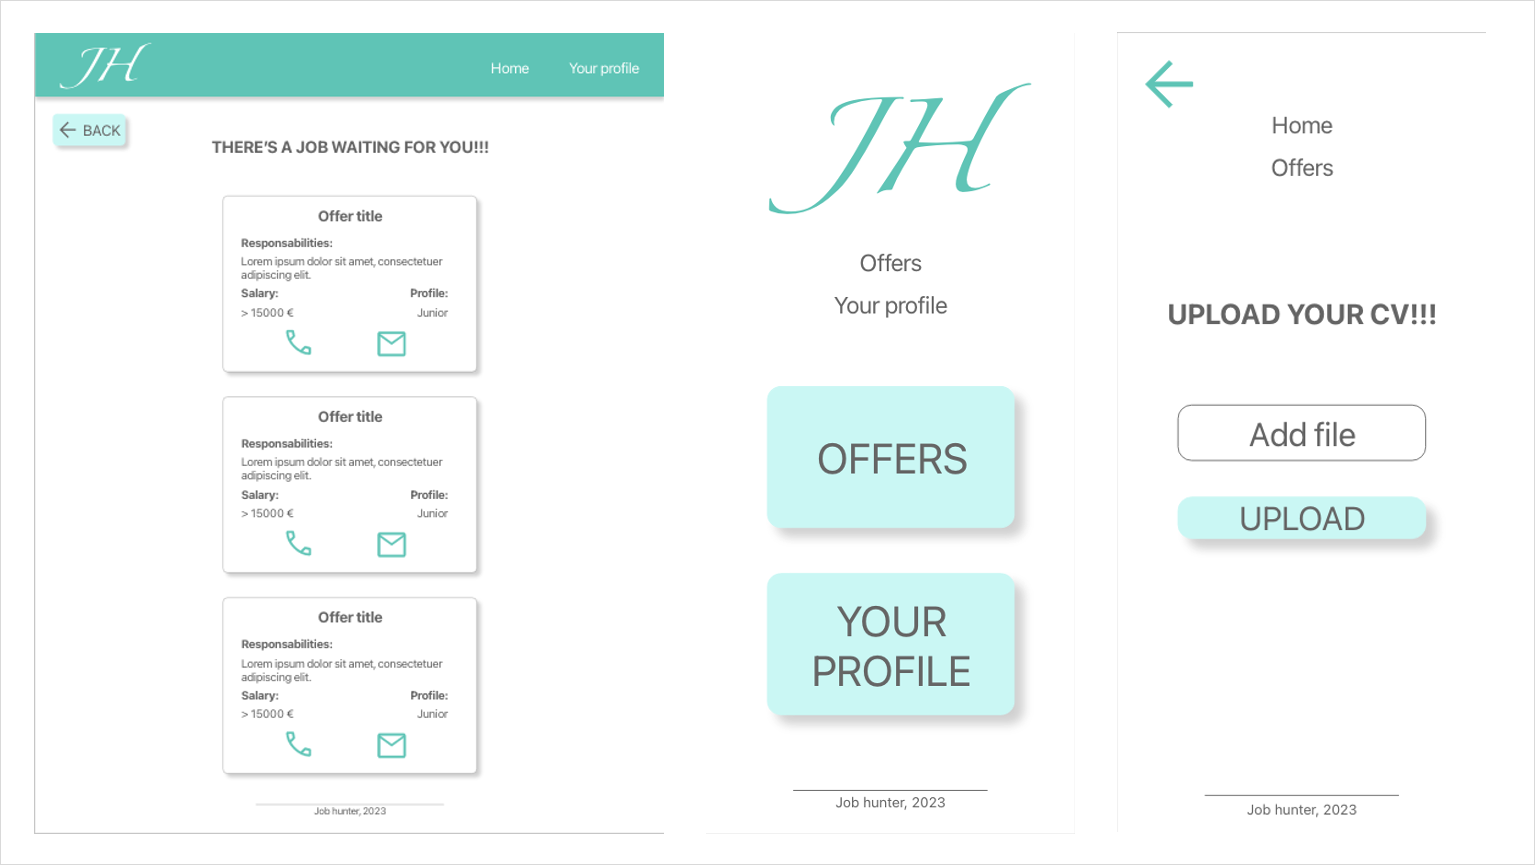 JH
Home
Your profile
BACK
THERE'S A JOB WAITING FOR YOU!!!
Offer title
Responsabilities:
Lorem ipsum dolor sit amet, consectetuer
adipiscing elit.
Salary:
Profile:
> 15000 €
Junior
Offer title
Responsabilities:
Lorem ipsum dolor sit amet, consectetuer
adipiscing elit.
Salary:
Profile:
> 15000 €
Junior
Offer title
Responsabilities:
Lorem ipsum dolor sit amet, consectetuer
adipiscing elit.
Salary:
Profile:
> 15000 €
Junior
Job hunter, 2023
JH
Offers
Your profile
OFFERS
YOUR
PROFILE
Job hunter, 2023
Home
Offers
UPLOAD YOUR CV!!!
Add file
UPLOAD
Job hunter, 2023